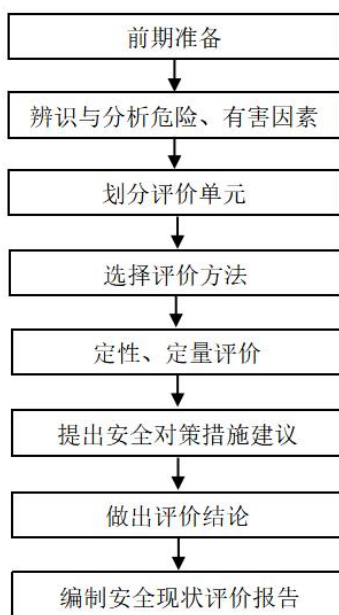 前期准备
辨识与分析危险、有害因素
划分评价单元
选择评价方法
定性、定量评价
提出安全对策措施建议
做出评价结论
编制安全现状评价报告